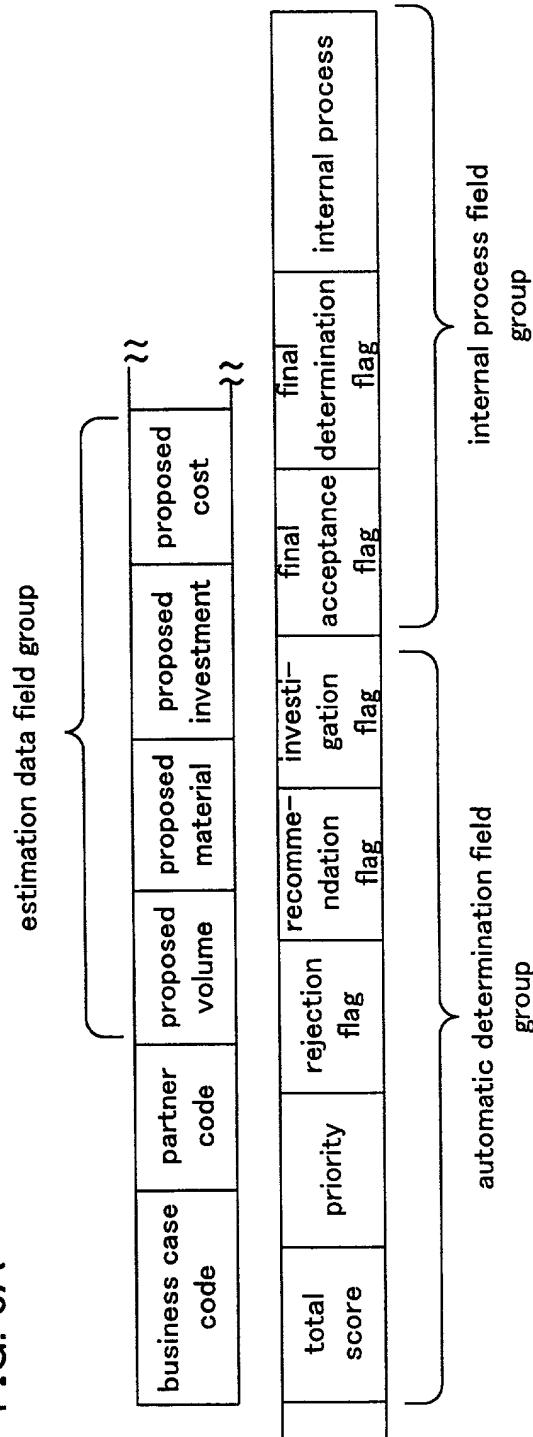 estimation data field group
business case
code
partner
code
proposed
volume
proposed
material
proposed
investment
proposed
cost
total
score
priority
rejection
flag
recomme-
ndation
flag
investi-
gation
flag
final
acceptance
flag
final
determination
flag
internal process
automatic determination field
group
internal process field
group